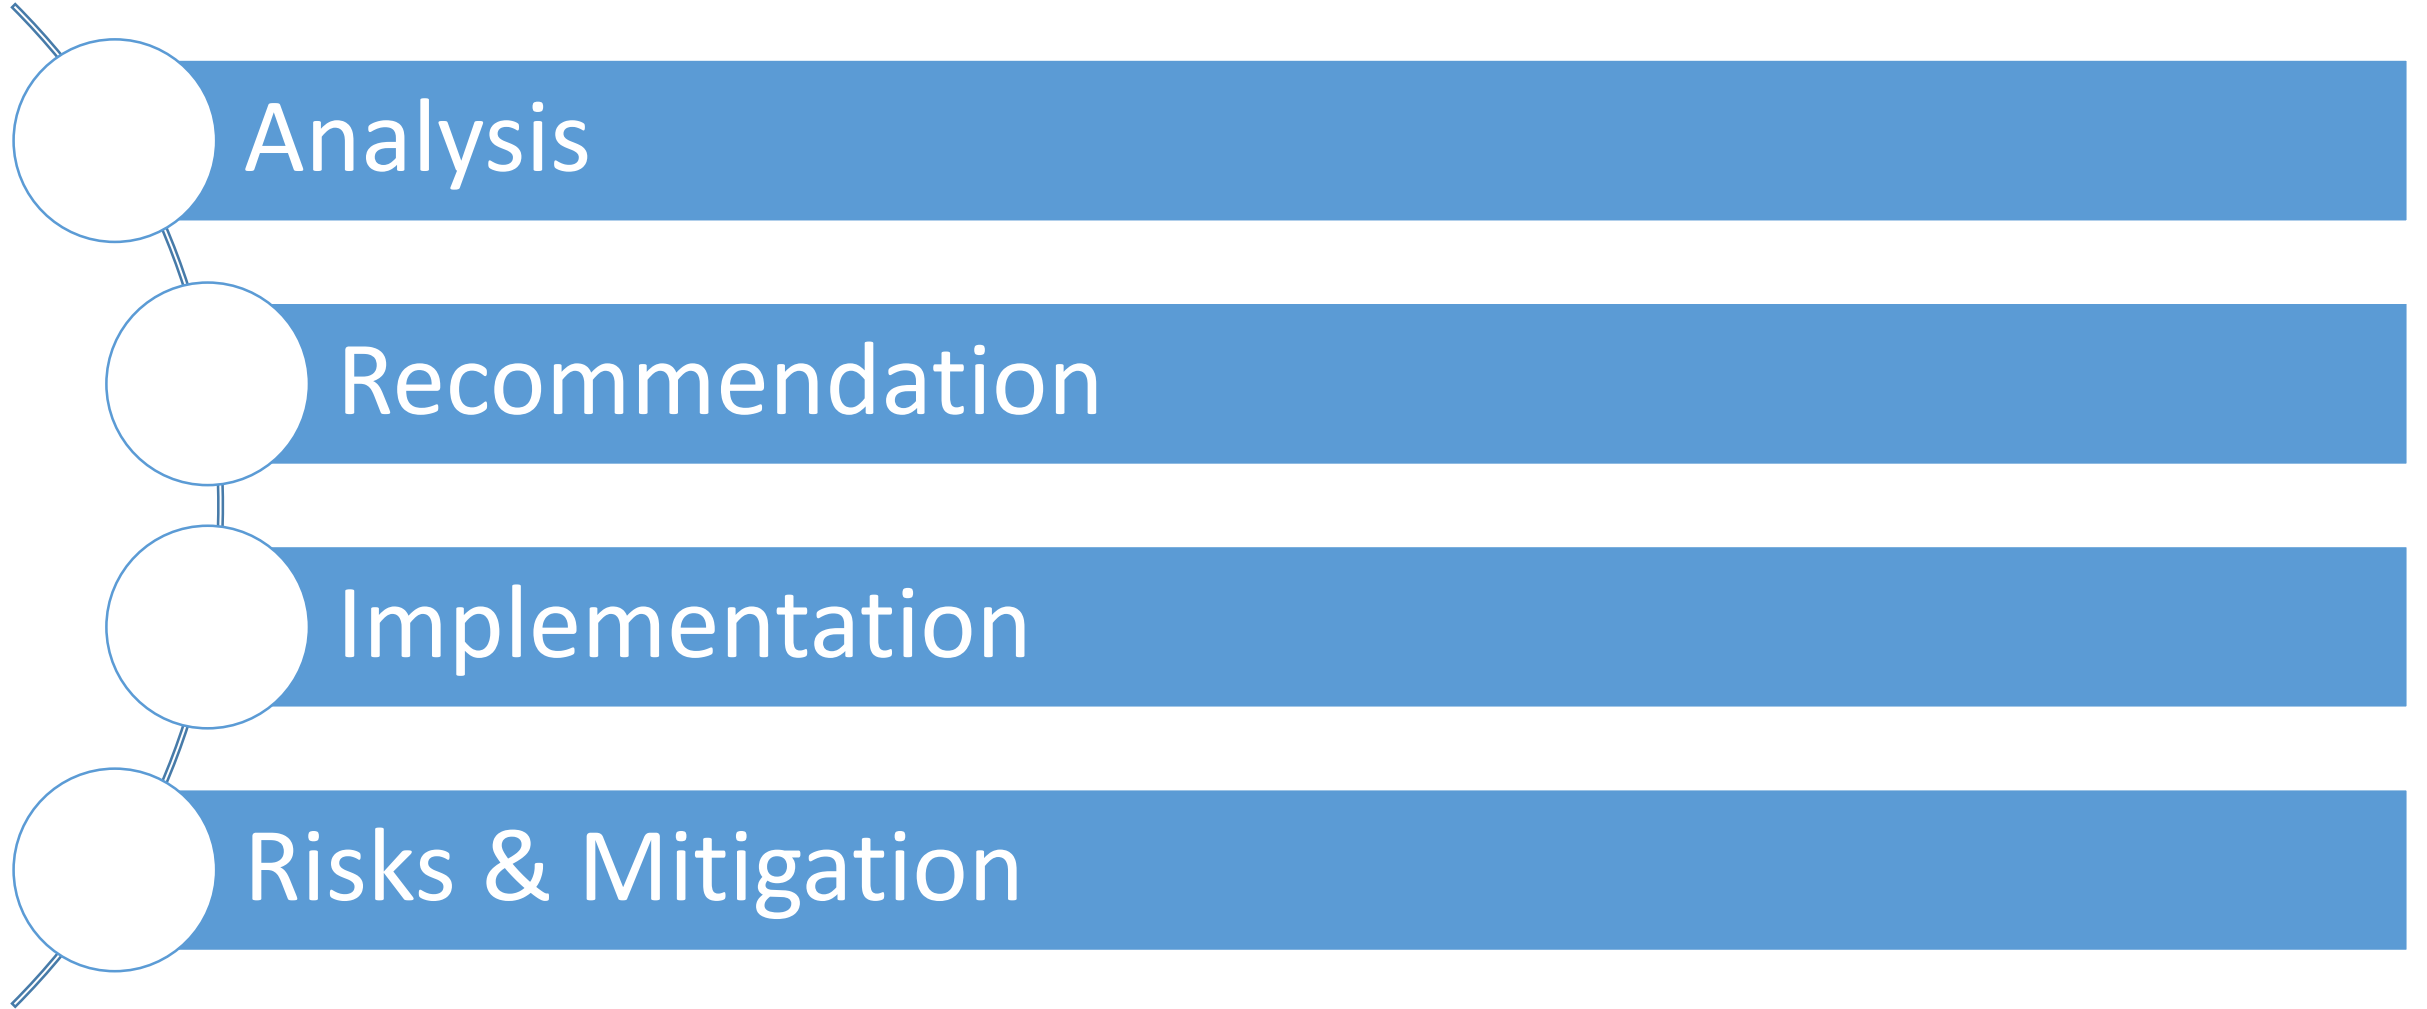 Analysis
Recommendation
Implementation
Risks & Mitigation